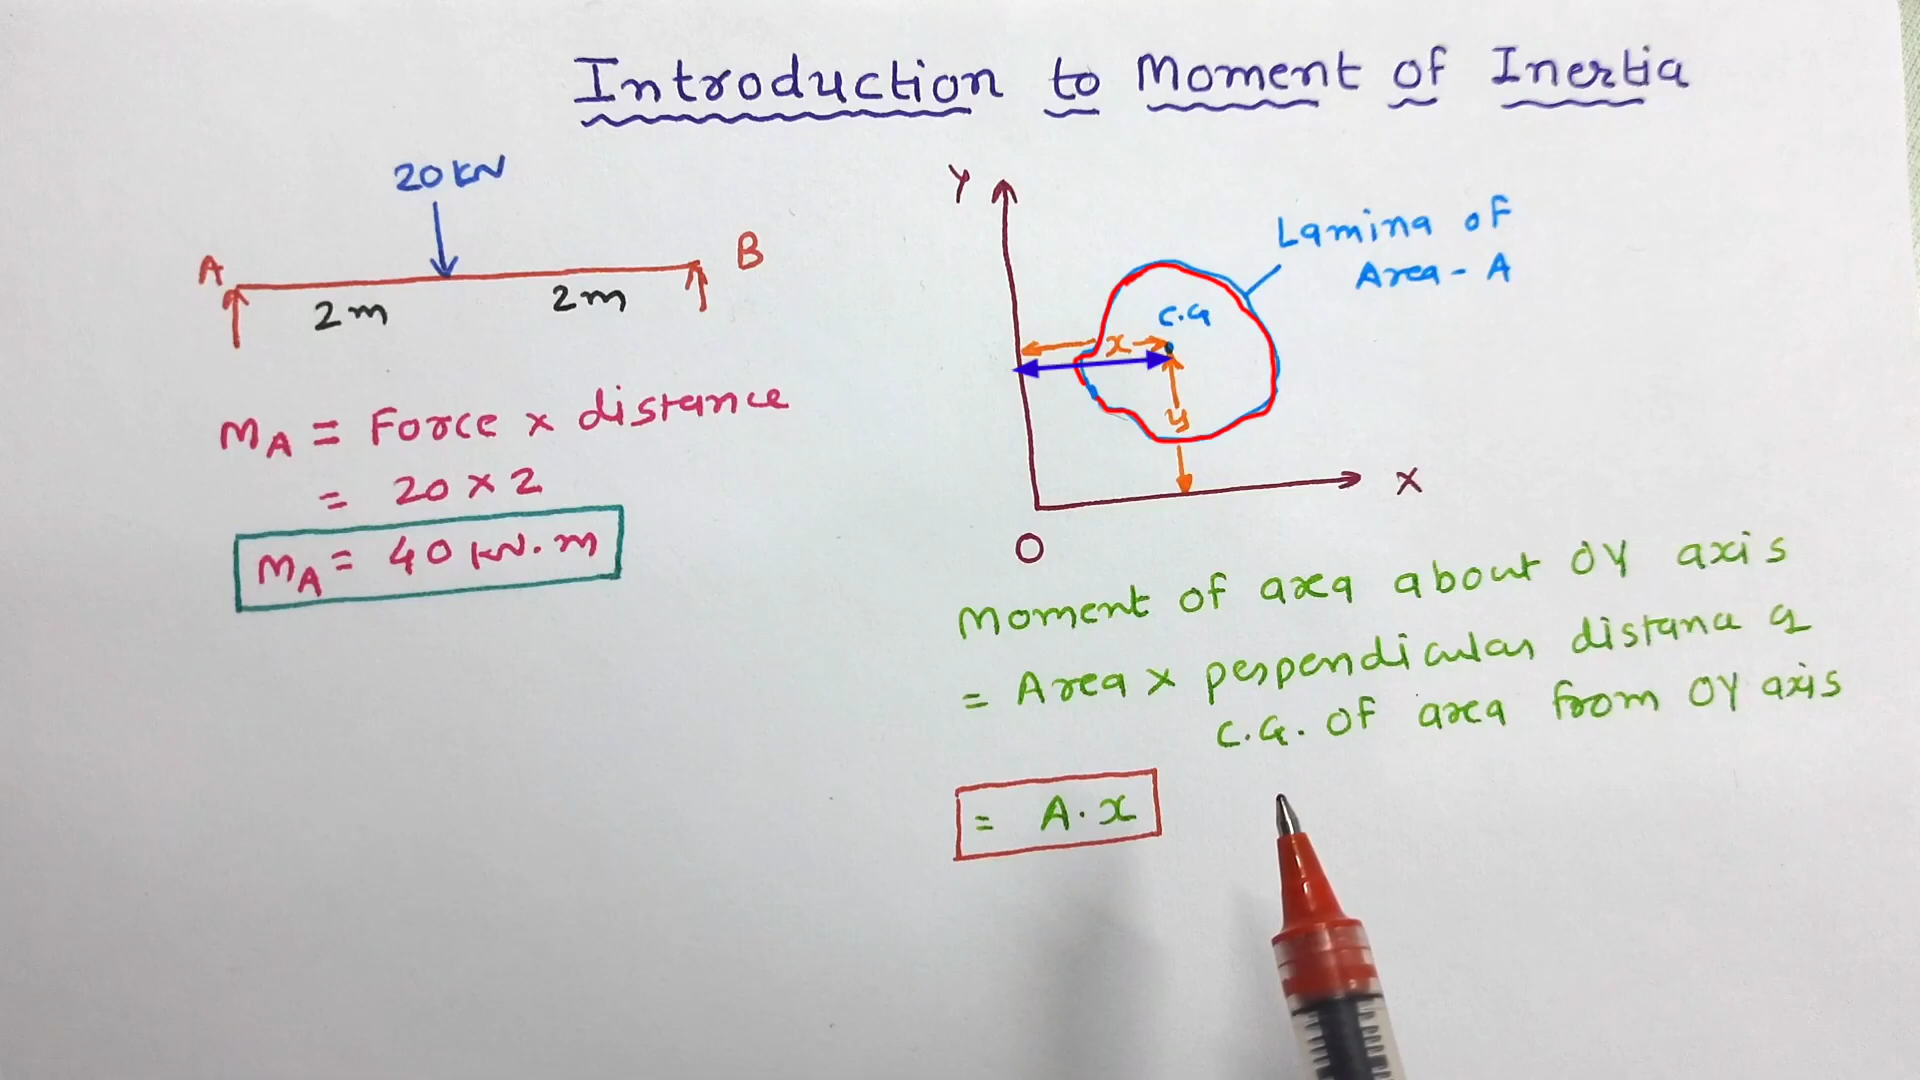 Introduction to Moment of Inertia
20 kN
A
B
2m
2m
MA = Force x distance
= 20 x 2
MA = 40 kN.m
Y
Lamina of
Area - A
C.G
x
y
X
O
Moment of area about OY axis
= Area x perpendicular distance of
C.G. of area from OY axis
= A.x